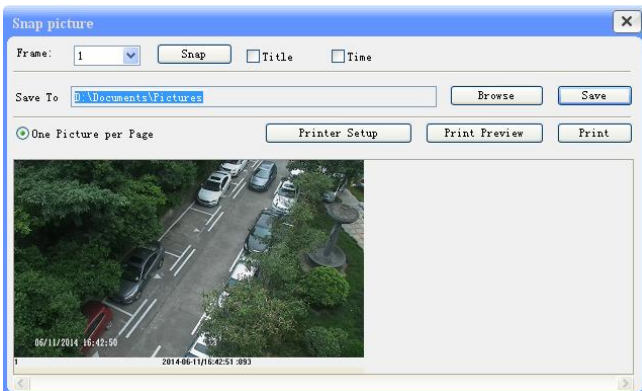 Snap picture
Frame: 1 Snap Title Time
Save To D:\Documents\Pictures Browse Save
One Picture per Page Printer Setup Print Preview Print
06/11/2014 16:42:50
1 2014-06-11/16:42:51 :093